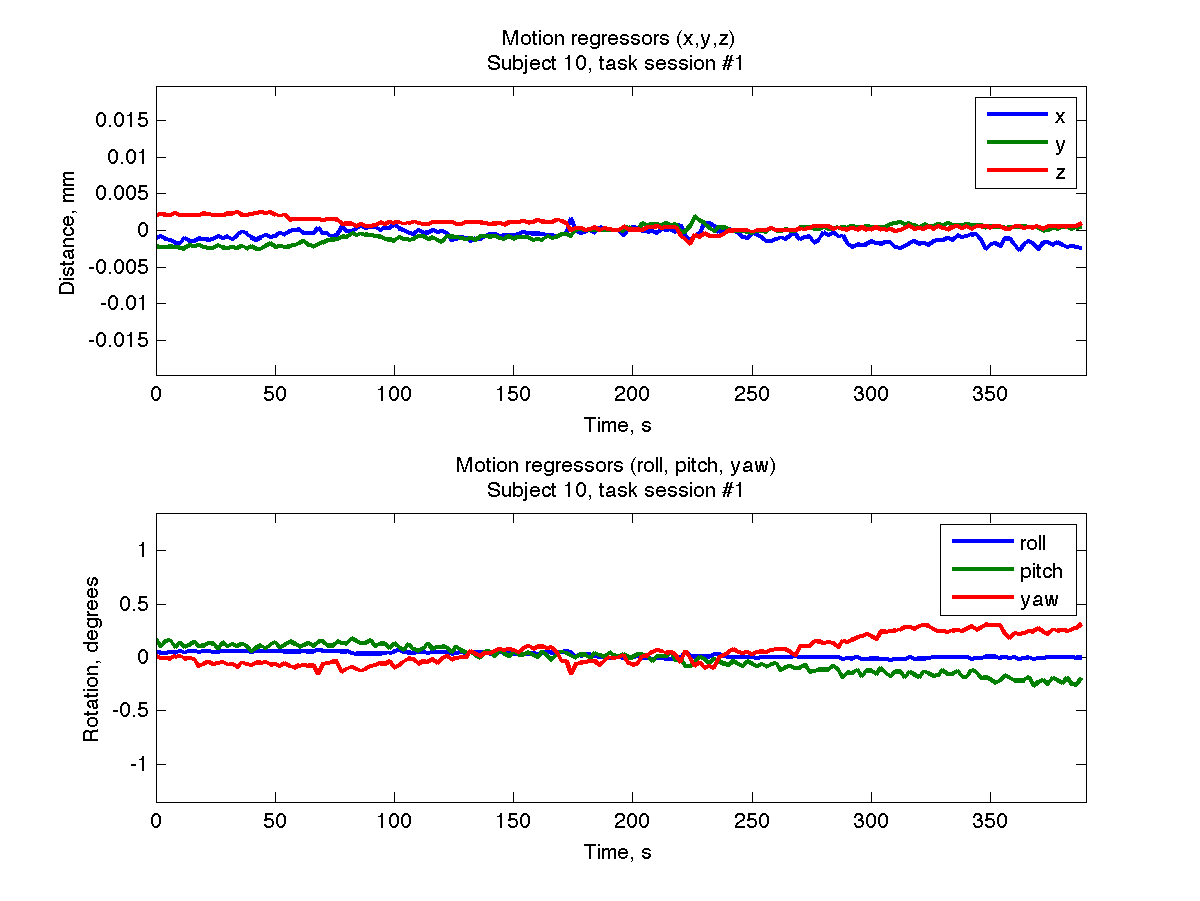 Motion regressors (x,y,z)
Subject 10, task session #1
0.015
0.01
0.005
0
-0.005
-0.01
-0.015
Distance, mm
x
y
z
0 50 100 150 200 250 300 350
Time, s
Motion regressors (roll, pitch, yaw)
Subject 10, task session #1
1
0.5
0
-0.5
-1
Rotation, degrees
roll
pitch
yaw
0 50 100 150 200 250 300 350
Time, s